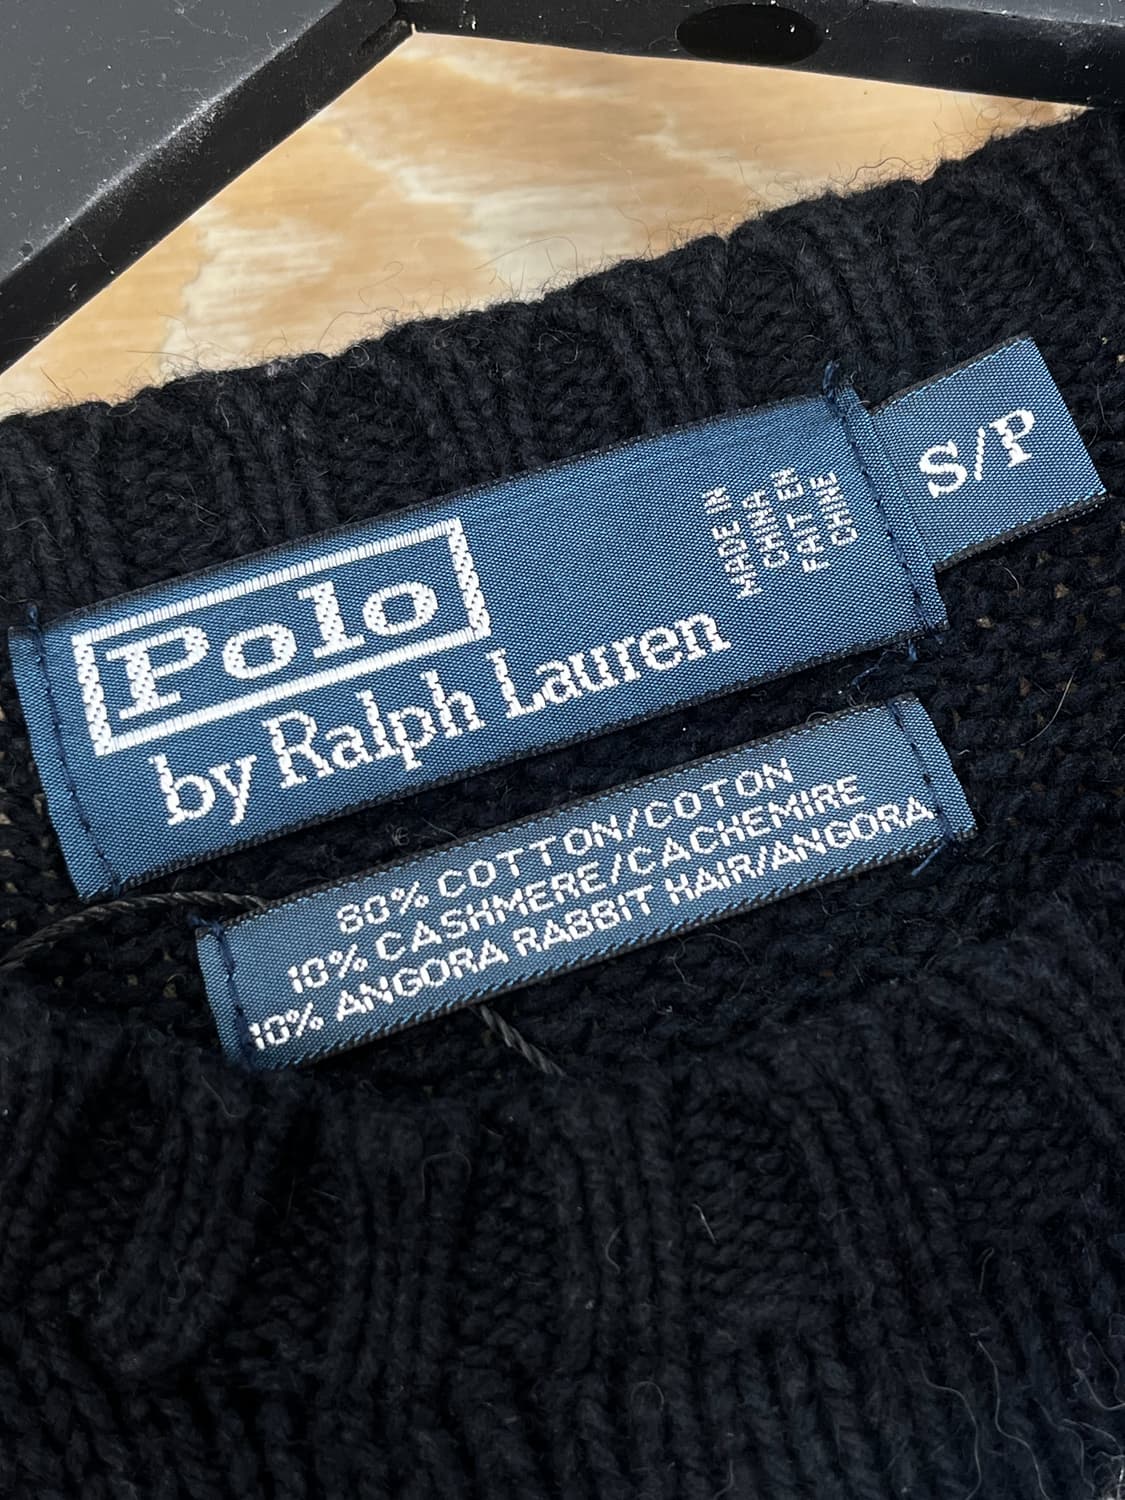 Polo
by Ralph Lauren
MADE IN
CHINA
FAIT EN
CHINE
S/P
80% COTTON/COTON
10% CASHMERE/CACHEMIRE
10% ANGORA RABBIT HAIR/ANGORA